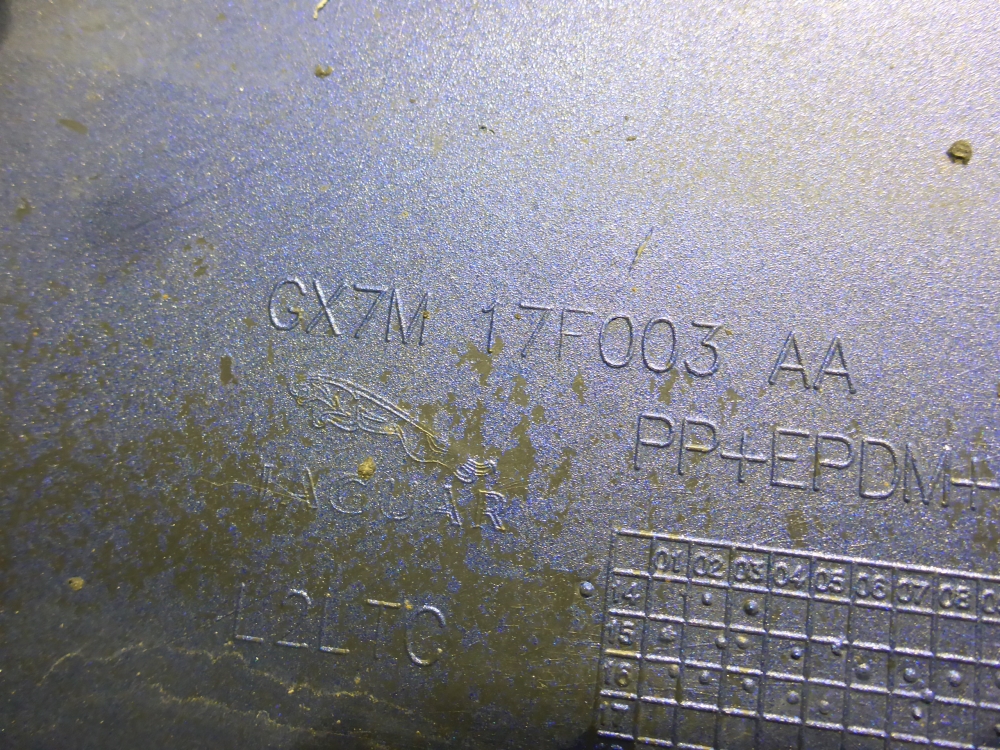 GX7M 17F003 AA
PP+EPDM+
JAGUAR
L2LTC
01 02 03 04 05 06 07 08
14
15
16
17